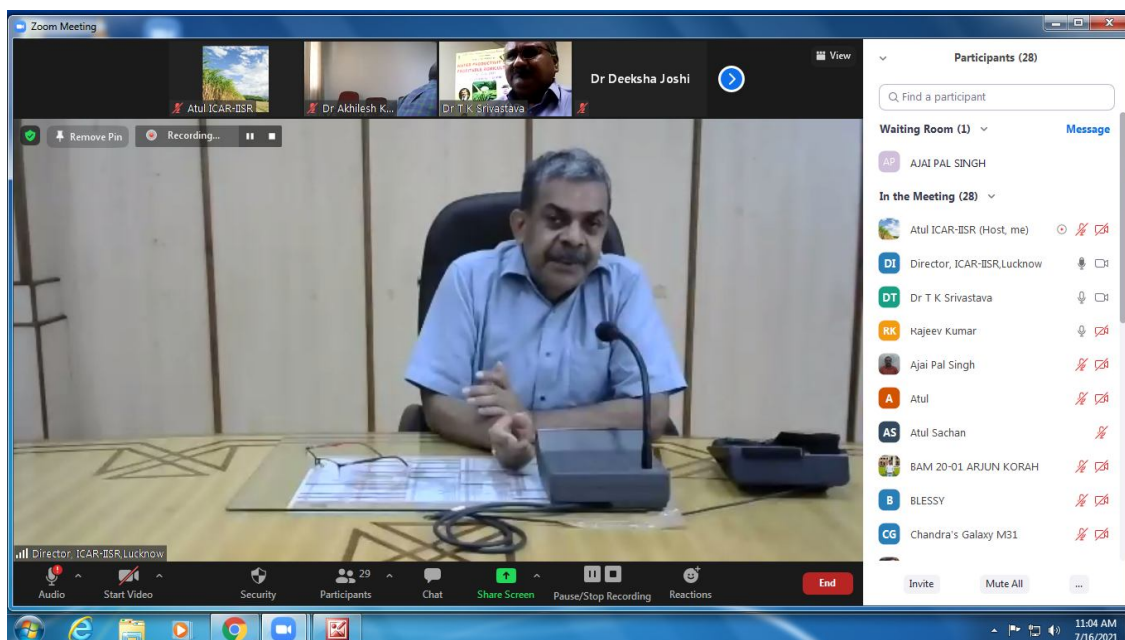 Zoom Meeting
View
Atul ICAR-IISR
Dr Akhilesh K...
Dr T K Srivastava
Dr Deeksha Joshi
Remove Pin
Recording...
Director, ICAR-IISR,Lucknow
Participants (28)
Find a participant
Waiting Room (1)
Message
AP
AJAI PAL SINGH
In the Meeting (28)
Atul ICAR-IISR (Host, me)
DI
Director, ICAR-IISR,Lucknow
DT
Dr T K Srivastava
RK
Rajeev Kumar
Ajai Pal Singh
A
Atul
AS
Atul Sachan
BAM 20-01 ARJUN KORAH
B
BLESSY
CG
Chandra's Galaxy M31
Invite
Mute All
...
Audio
Start Video
Security
29
Participants
Chat
Share Screen
Pause/Stop Recording
Reactions
End
11:04 AM
7/16/2021